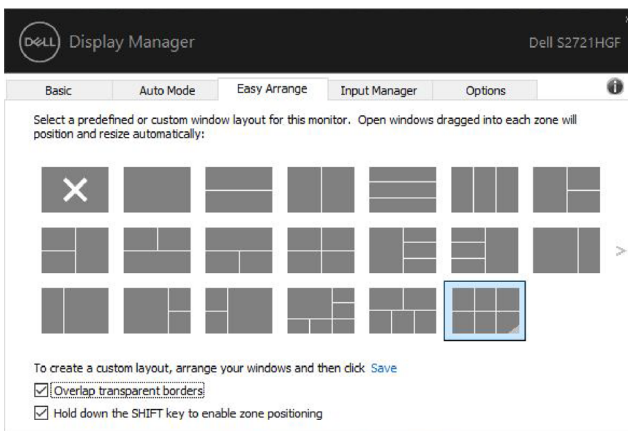 DELL Display Manager
Dell S2721HGF
Basic
Auto Mode
Easy Arrange
Input Manager
Options
Select a predefined or custom window layout for this monitor. Open windows dragged into each zone will
position and resize automatically:
To create a custom layout, arrange your windows and then click Save
Overlap transparent borders
Hold down the SHIFT key to enable zone positioning